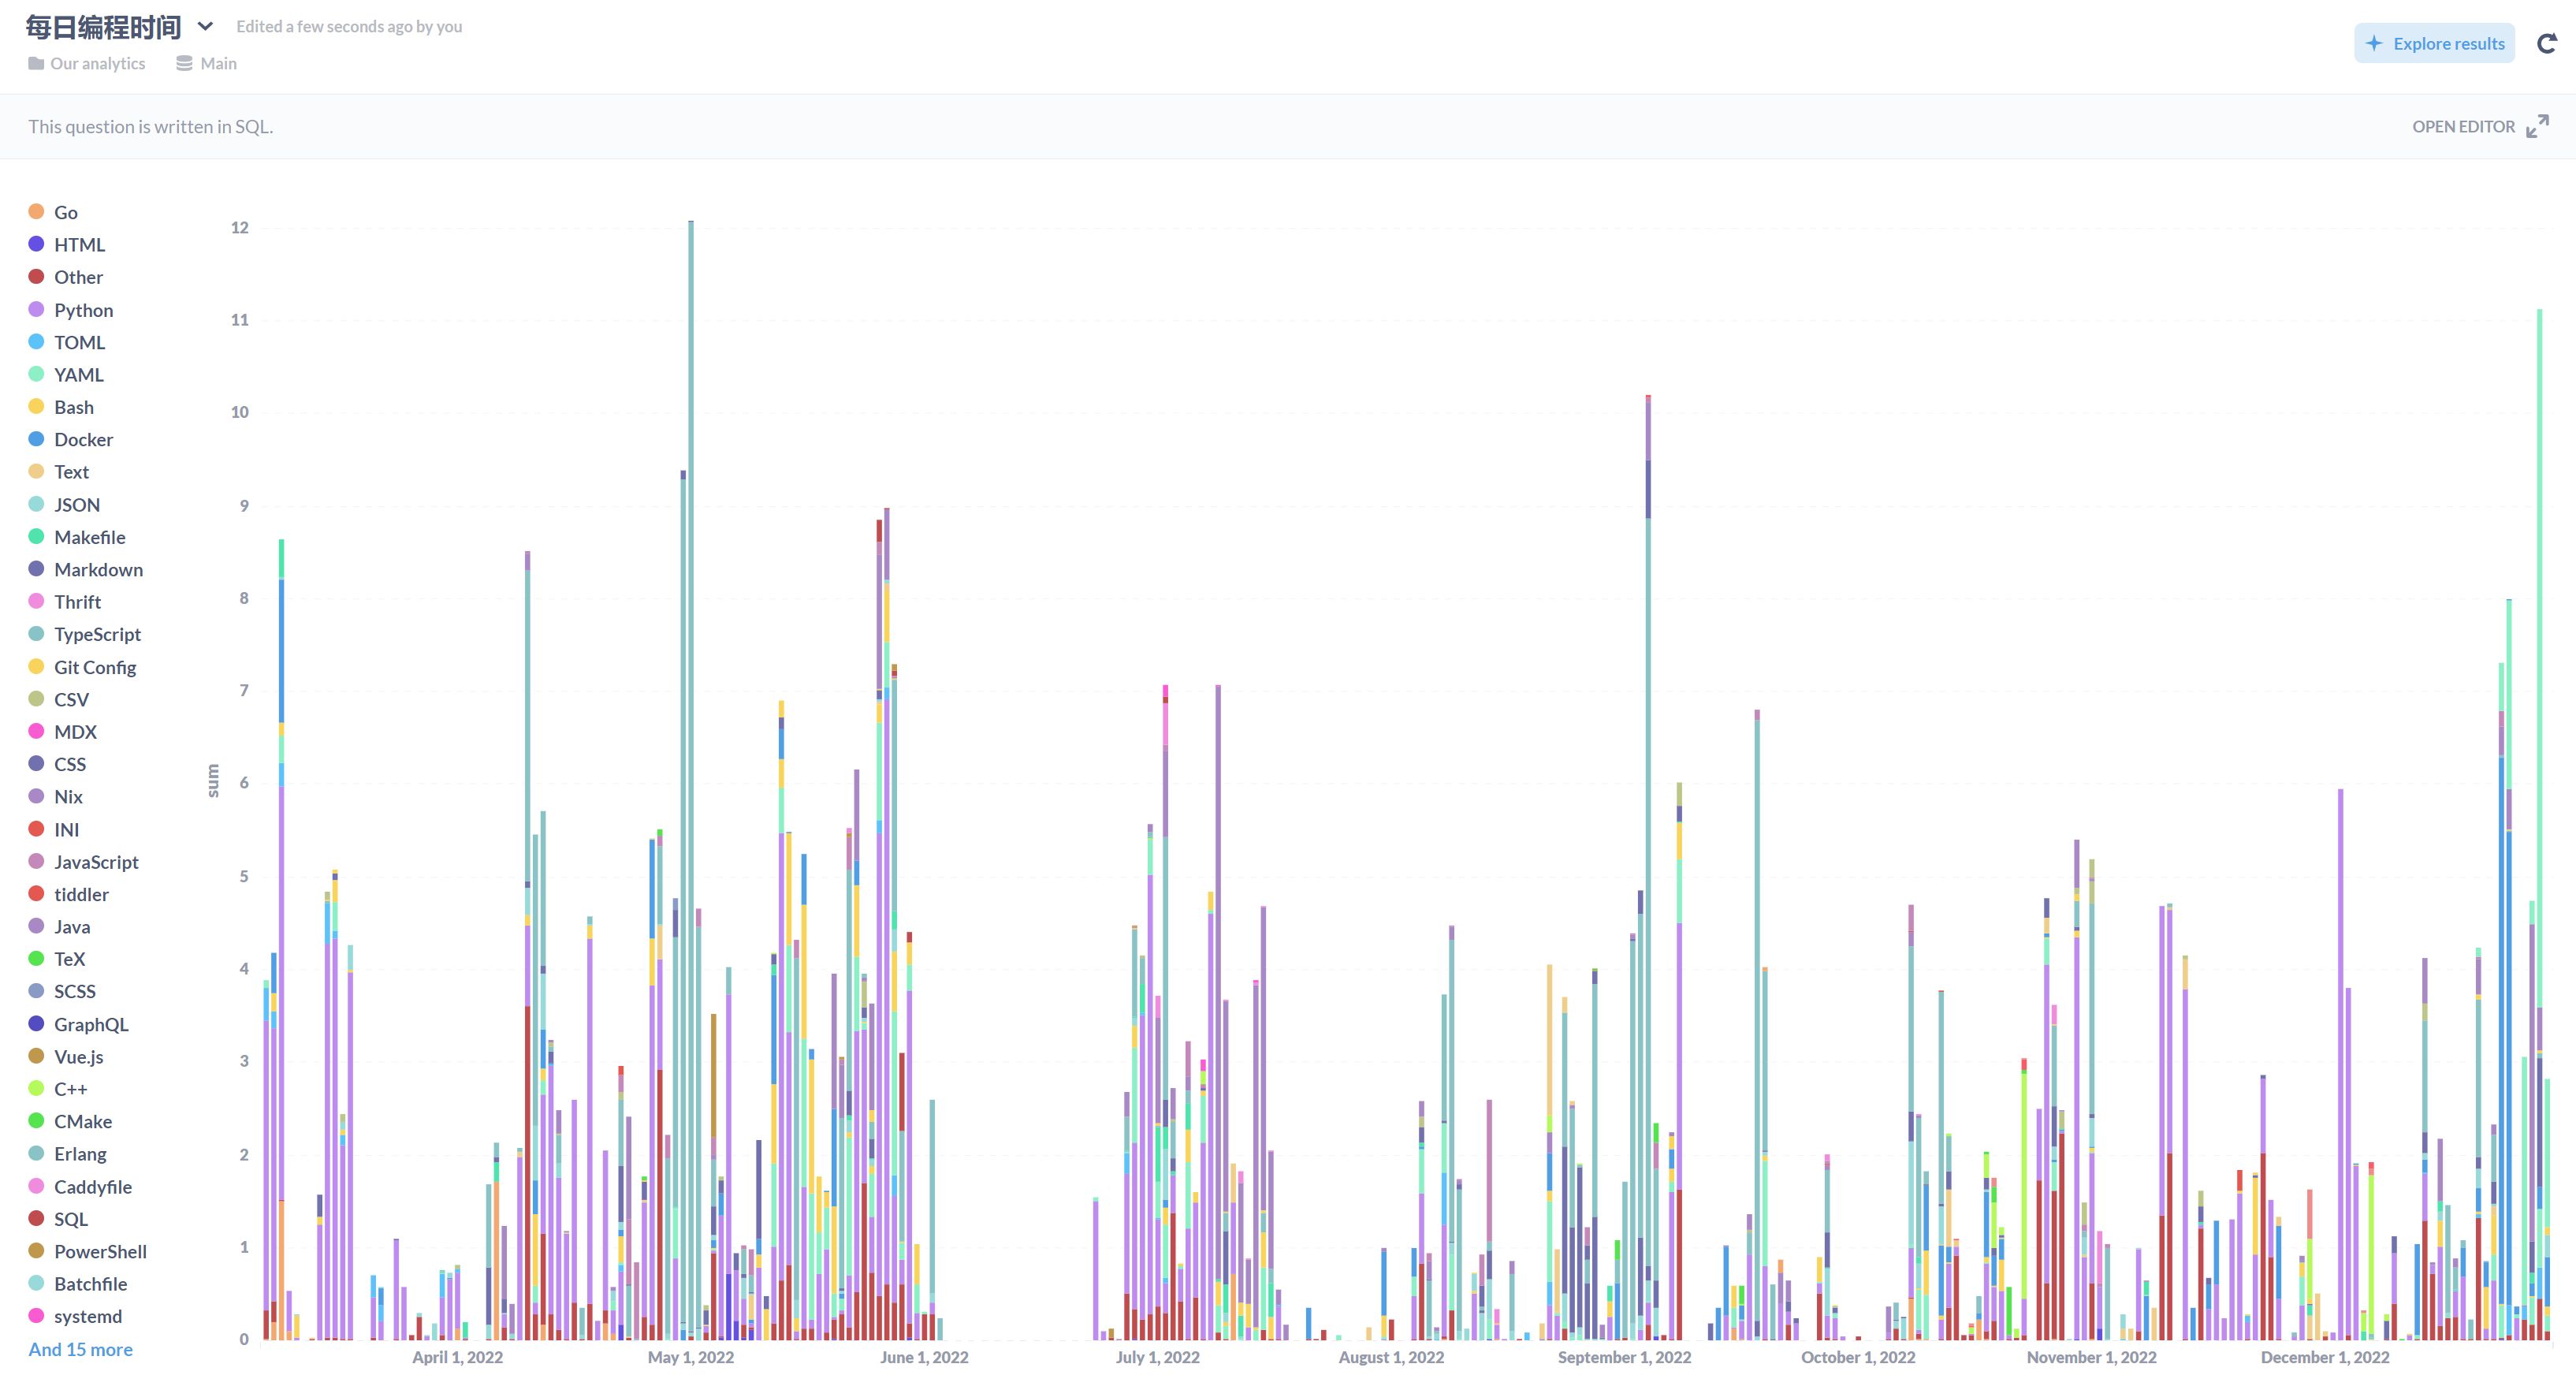 每日编程时间 Edited a few seconds ago by you
Our analytics Main
Explore results
This question is written in SQL.
OPEN EDITOR
Go
HTML
Other
Python
TOML
YAML
Bash
Docker
Text
JSON
Makefile
Markdown
Thrift
TypeScript
Git Config
CSV
MDX
CSS
Nix
INI
JavaScript
tiddler
Java
TeX
SCSS
GraphQL
Vue.js
C++
CMake
Erlang
Caddyfile
SQL
PowerShell
Batchfile
systemd
And 15 more
sum
12
11
10
9
8
7
6
5
4
3
2
1
0
April 1, 2022 May 1, 2022 June 1, 2022 July 1, 2022 August 1, 2022 September 1, 2022 October 1, 2022 November 1, 2022 December 1, 2022